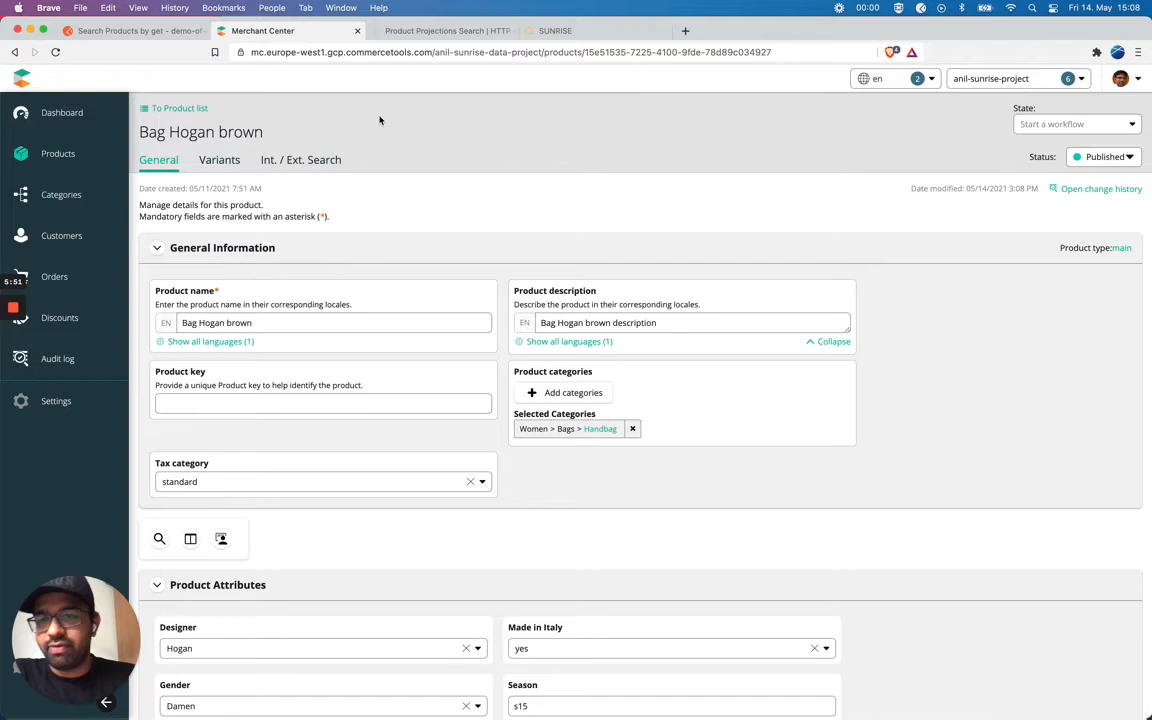 Brave File Edit View History Bookmarks People Tab Window Help 00:00 Fri 14. May 15:08
Search Products by get - demo-of
Merchant Center
Product Projections Search | HTTP
SUNRISE
mc.europe-west1.gcp.commercetools.com/anil-sunrise-data-project/products/15e51535-7225-4100-9fde-78d89c034927
en 2 anil-sunrise-project 6
Dashboard
Products
Categories
Customers
Orders
Discounts
Audit log
Settings
5:51
To Product list
Bag Hogan brown
State:
Start a workflow
General Variants Int. / Ext. Search
Status: Published
Date created: 05/11/2021 7:51 AM
Date modified: 05/14/2021 3:08 PM Open change history
Manage details for this product.
Mandatory fields are marked with an asterisk (*).
General Information
Product type:main
Product name*
Enter the product name in their corresponding locales.
EN Bag Hogan brown
Show all languages (1)
Product description
Describe the product in their corresponding locales.
EN Bag Hogan brown description
Show all languages (1) Collapse
Product key
Provide a unique Product key to help identify the product.
Product categories
Add categories
Selected Categories
Women > Bags > Handbag
Tax category
standard
Product Attributes
Designer
Hogan
Made in Italy
yes
Gender
Damen
Season
s15